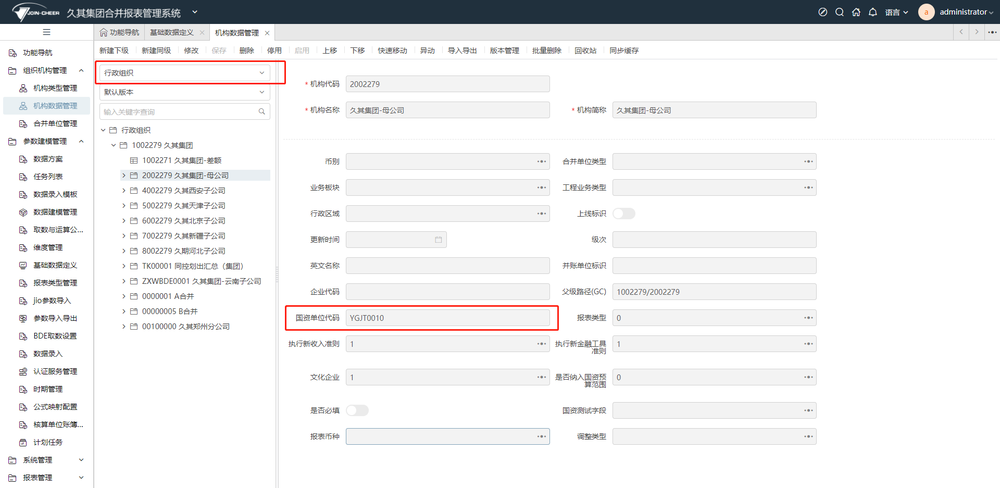 JOIN-CHEER 久其集团合并报表管理系统
语言
a administrator
功能导航
基础数据定义
机构数据管理
新建下级 新建同级 修改 保存 删除 停用 启用 上移 下移 快速移动 异动 导入导出 版本管理 批量删除 回收站 同步缓存
功能导航
组织机构管理
机构类型管理
机构数据管理
合并单位管理
参数建模管理
数据方案
任务列表
数据录入模板
数据建模管理
取数与运算公...
维度管理
基础数据定义
报表类型管理
jio参数导入
参数导入导出
BDE取数设置
数据录入
认证服务管理
时期管理
公式映射配置
核算单位账簿...
计划任务
系统管理
报表管理
行政组织
默认版本
输入关键字查询
行政组织
1002279 久其集团
1002271 久其集团-差额
2002279 久其集团-母公司
4002279 久其西安子公司
5002279 久其天津子公司
6002279 久其北京子公司
7002279 久其新疆子公司
8002279 久期河北子公司
TK00001 同控划出汇总（集团）
ZXWBDE0001 久其集团-云南子公司
0000001 A合并
00000005 B合并
00100000 久其郑州分公司
* 机构代码 2002279
* 机构名称 久其集团-母公司
* 机构简称 久其集团-母公司
币别
合并单位类型
业务板块
工程业务类型
行政区域
上线标识
更新时间
级次
英文名称
并账单位标识
企业代码
父级路径(GC) 1002279/2002279
国资单位代码 YGJT0010
报表类型 0
执行新收入准则 1
执行新金融工具
准则
1
文化企业 1
是否纳入国资预
算范围
0
是否必填
国资测试字段
报表币种
调整类型